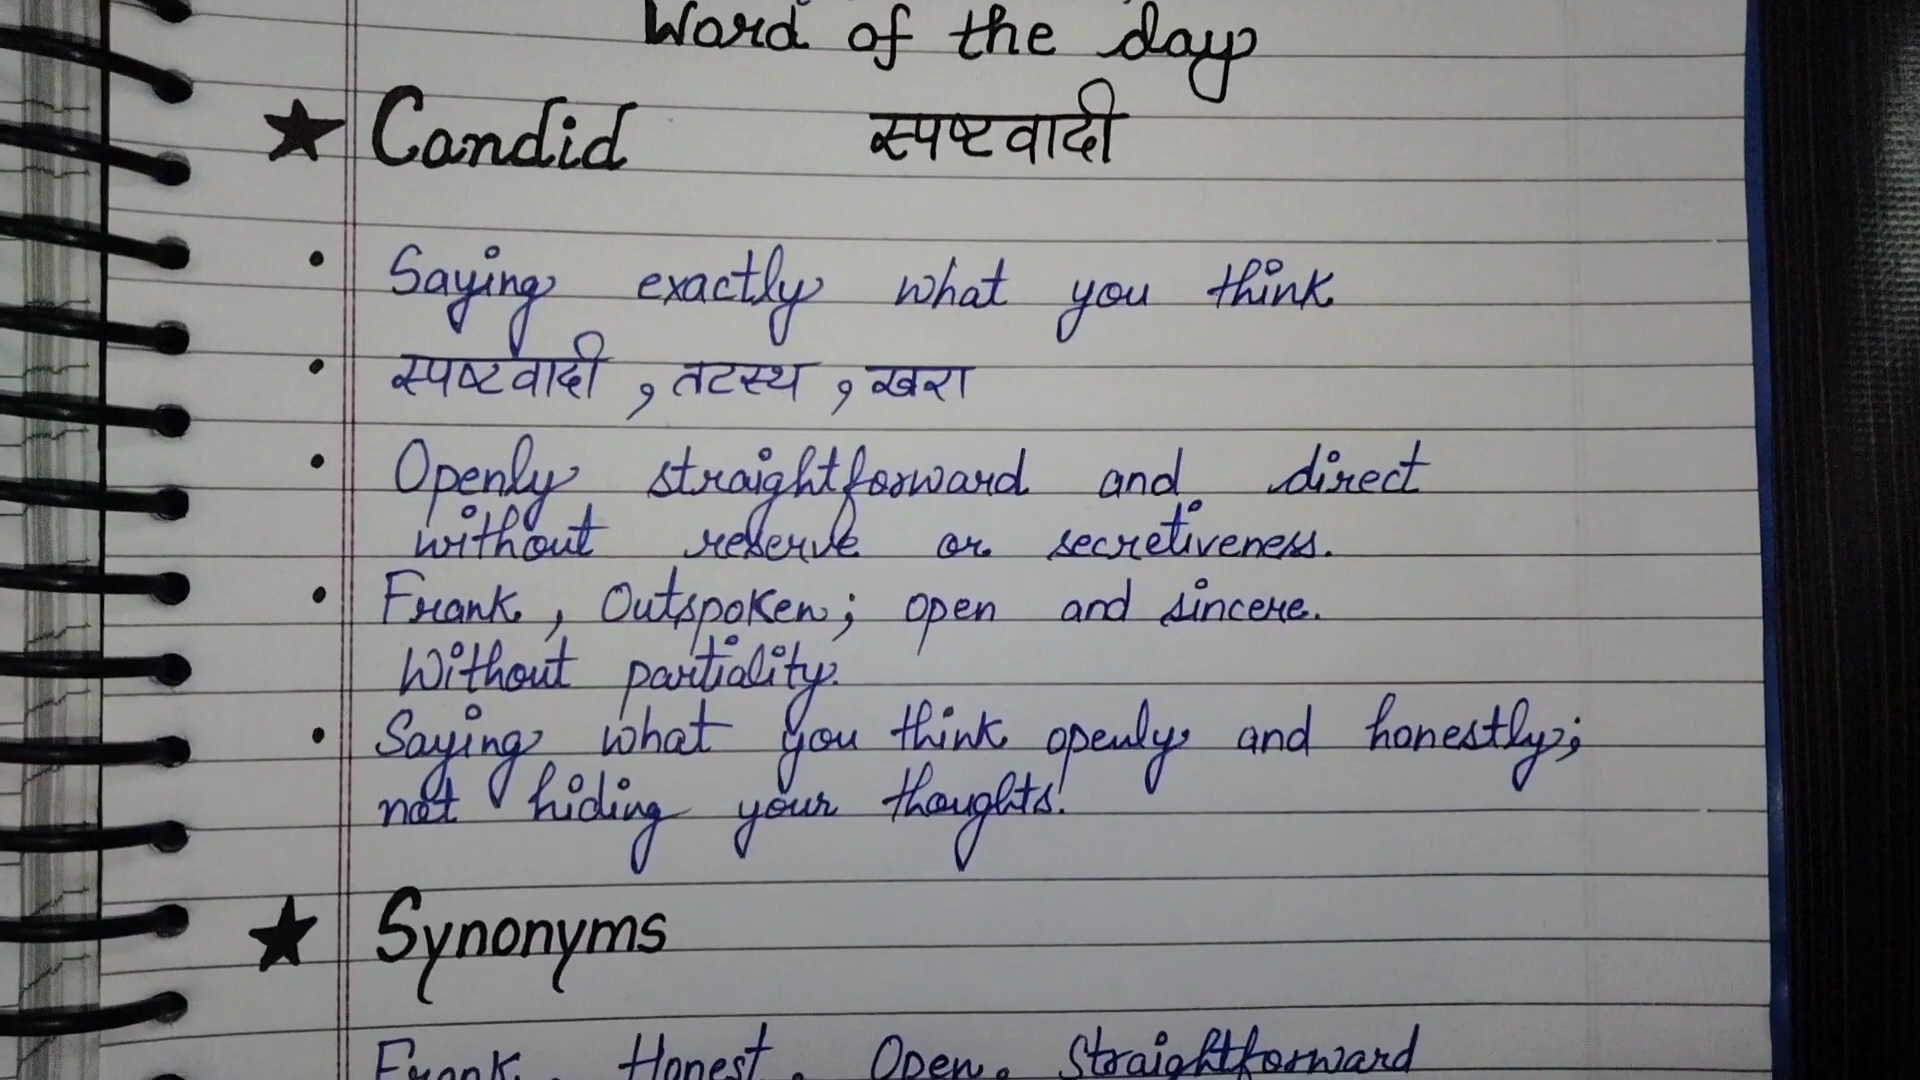 Word of the day
★ Candid स्पष्टवादी
• Saying exactly what you think
• स्पष्टवादी , तटस्थ , खरा
• Openly straightforward and direct
without reserve or secretiveness.
• Frank , Outspoken ; open and sincere.
Without partiality.
• Saying what you think openly and honestly;
not hiding your thoughts.
★ Synonyms
Frank , Honest , Open , Straightforward